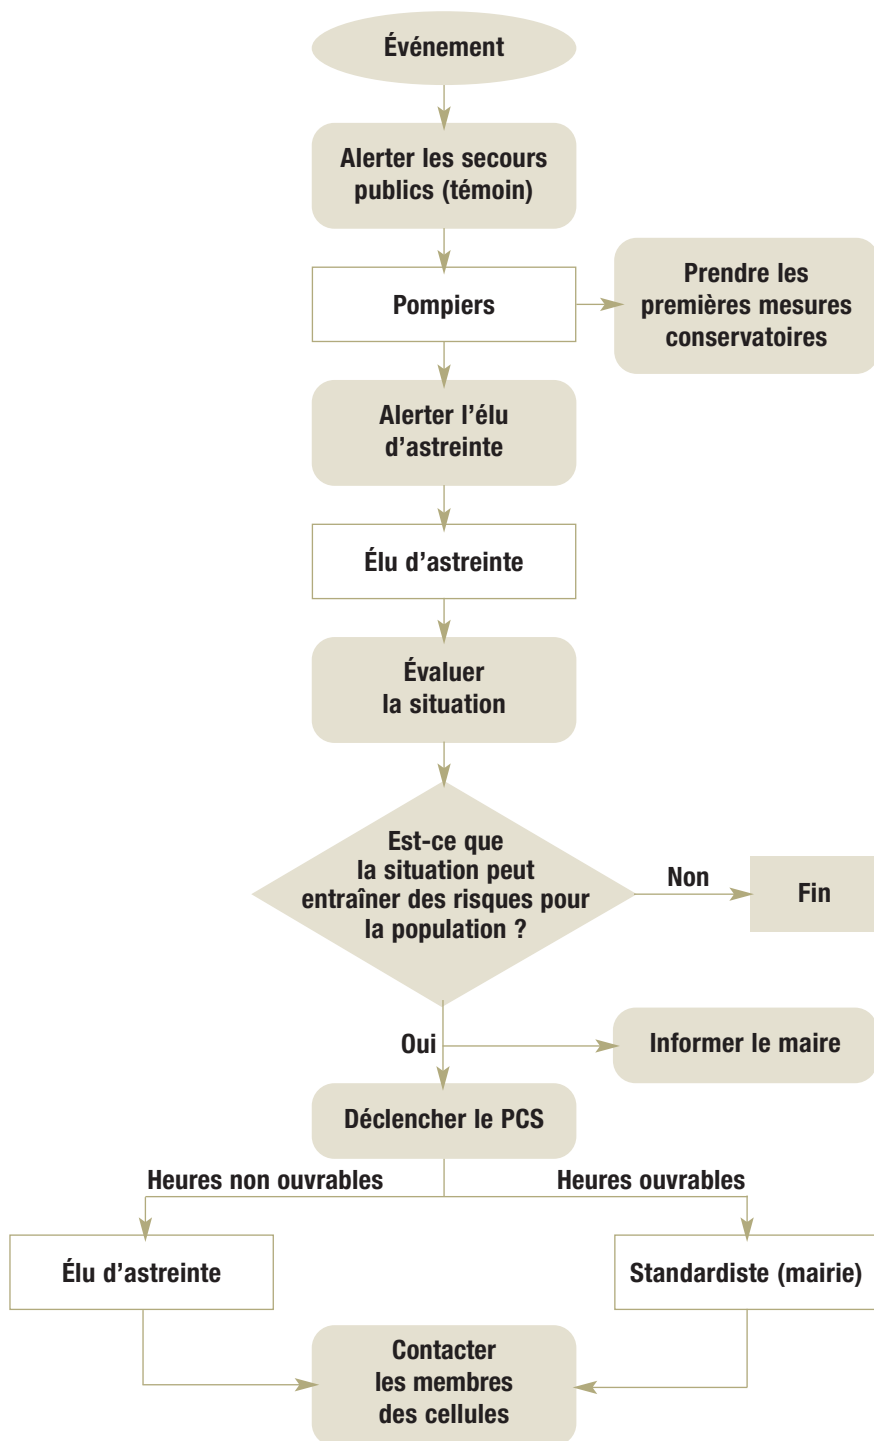 Événement
Alerter les secours
publics (témoin)
Pompiers
Prendre les
premières mesures
conservatoires
Alerter l’élu
d’astreinte
Élu d’astreinte
Évaluer
la situation
Est-ce que
la situation peut
entraîner des risques pour
la population ?
Non
Fin
Oui
Informer le maire
Déclencher le PCS
Heures non ouvrables
Heures ouvrables
Élu d’astreinte
Standardiste (mairie)
Contacter
les membres
des cellules